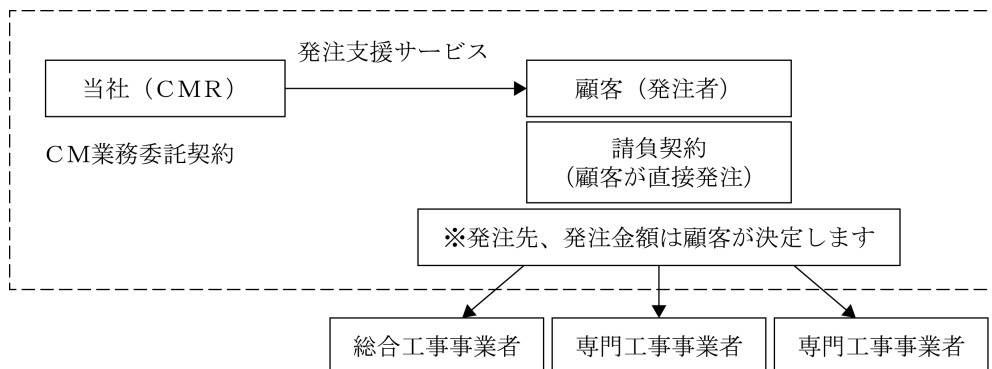 発注支援サービス
当社（ＣＭＲ）
顧客（発注者）
ＣＭ業務委託契約
請負契約
（顧客が直接発注）
※発注先、発注金額は顧客が決定します
総合工事事業者
専門工事事業者
専門工事事業者